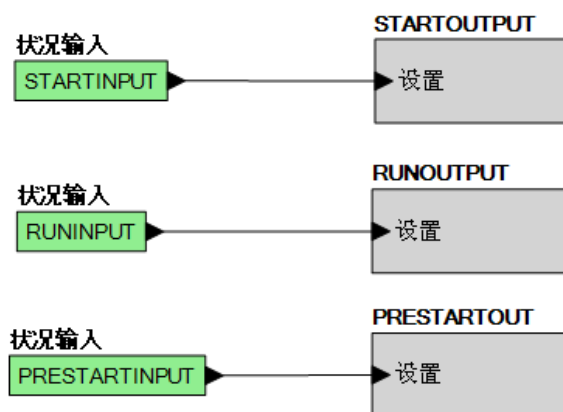 STARTOUTPUT
状况输入
STARTINPUT
设置
RUNOUTPUT
状况输入
RUNINPUT
设置
PRESTARTOUT
状况输入
PRESTARTINPUT
设置